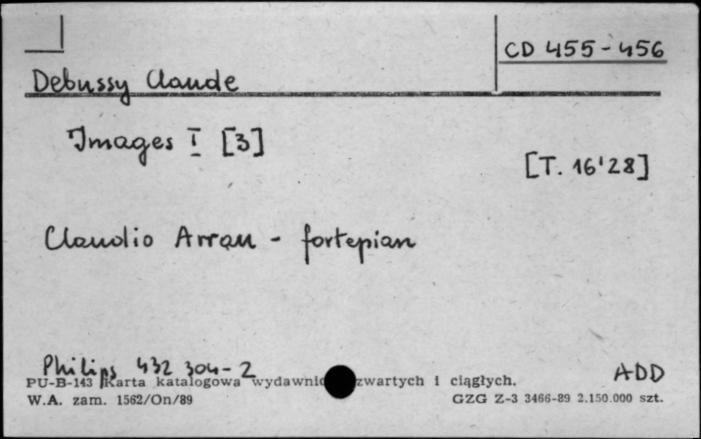 CD 455-456
Debussy Claude
Images I [3]
[T. 16'28]
Claudio Arrau - fortepian
Philips 432 304-2
ADD
PU-B-143 Karta katalogowa wydawnic zwartych i ciągłych.
W.A. zam. 1562/On/89
GZG Z-3 3466-89 2.150.000 szt.